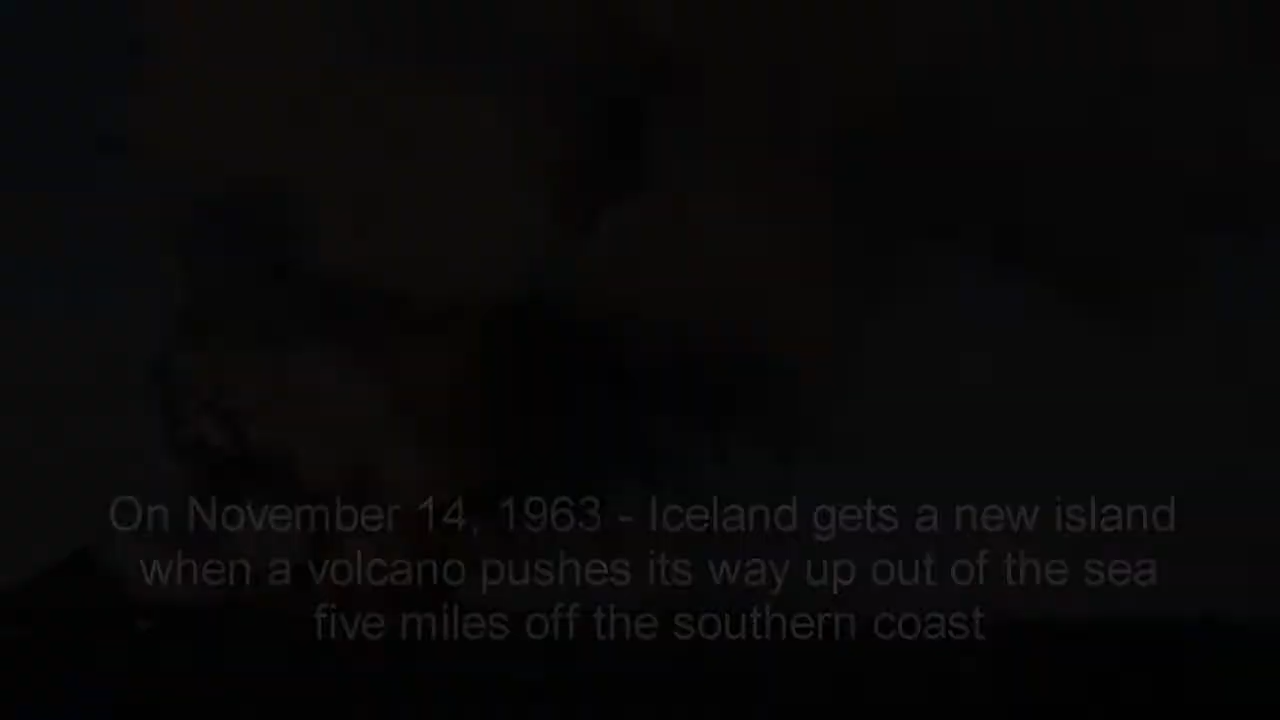 On November 14, 1963 - Iceland gets a new island
when a volcano pushes its way up out of the sea
five miles off the southern coast